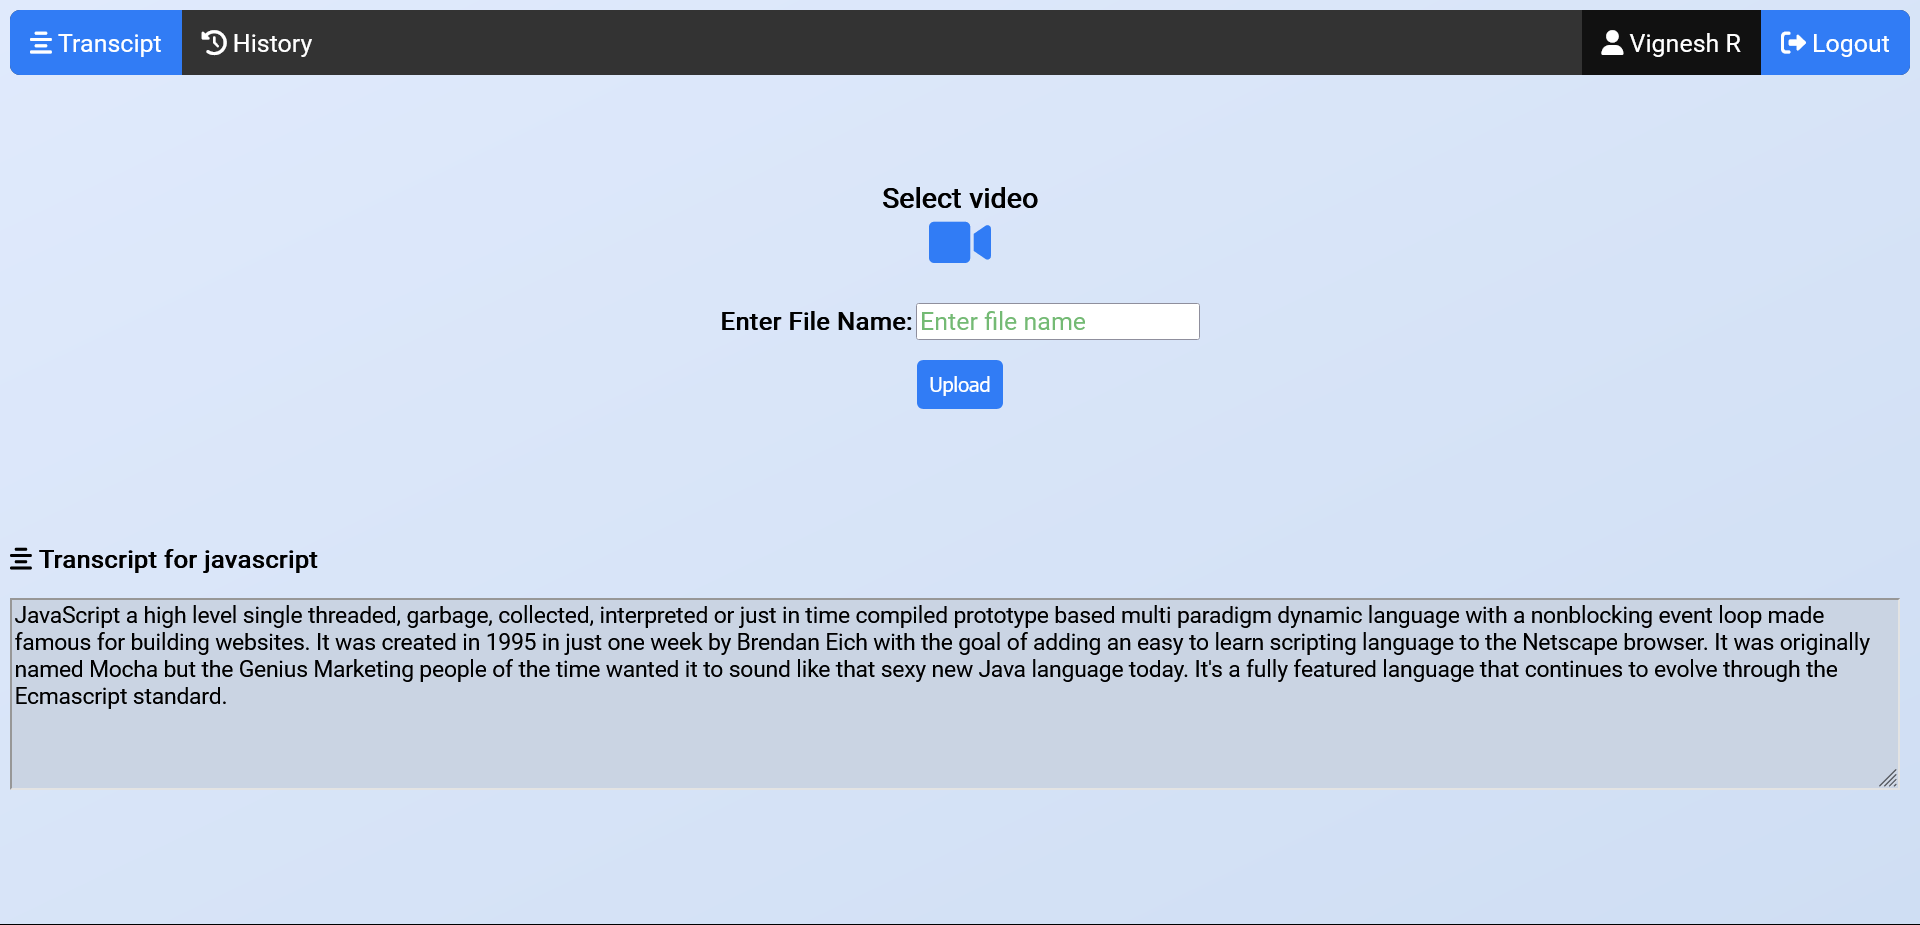 Transcipt History Vignesh R Logout
Select video
Enter File Name: Enter file name
Upload
Transcript for javascript
JavaScript a high level single threaded, garbage, collected, interpreted or just in time compiled prototype based multi paradigm dynamic language with a nonblocking event loop made
famous for building websites. It was created in 1995 in just one week by Brendan Eich with the goal of adding an easy to learn scripting language to the Netscape browser. It was originally
named Mocha but the Genius Marketing people of the time wanted it to sound like that sexy new Java language today. It's a fully featured language that continues to evolve through the
Ecmascript standard.